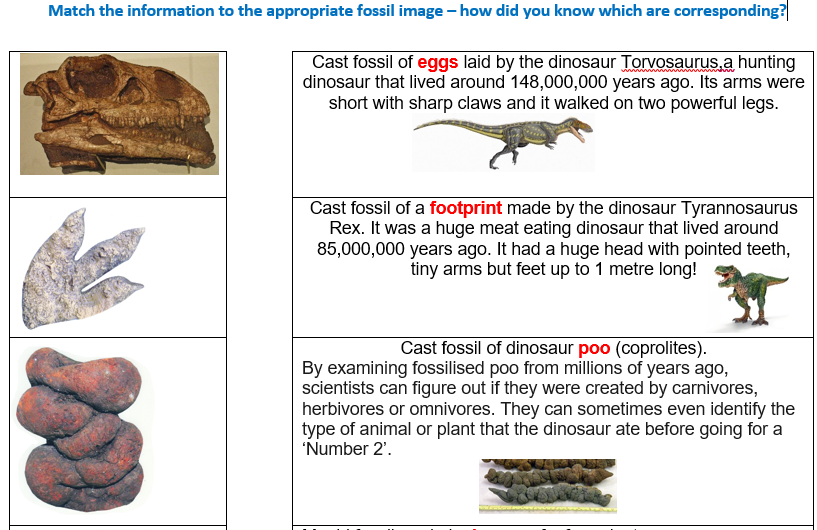 Match the information to the appropriate fossil image – how did you know which are corresponding?
Cast fossil of eggs laid by the dinosaur Torvosaurus,a hunting
dinosaur that lived around 148,000,000 years ago. Its arms were
short with sharp claws and it walked on two powerful legs.
Cast fossil of a footprint made by the dinosaur Tyrannosaurus
Rex. It was a huge meat eating dinosaur that lived around
85,000,000 years ago. It had a huge head with pointed teeth,
tiny arms but feet up to 1 metre long!
Cast fossil of dinosaur poo (coprolites).
By examining fossilised poo from millions of years ago,
scientists can figure out if they were created by carnivores,
herbivores or omnivores. They can sometimes even identify the
type of animal or plant that the dinosaur ate before going for a
‘Number 2’.